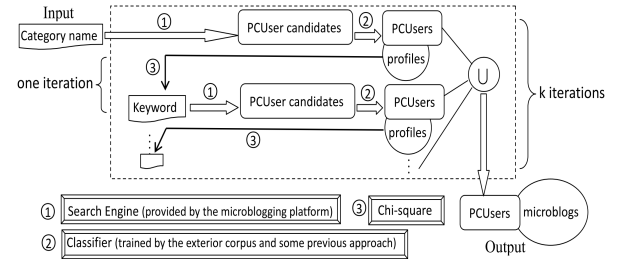 Input
Category name
①
PCUser candidates
②
PCUsers
profiles
③
one iteration
Keyword
①
PCUser candidates
②
PCUsers
profiles
③
U
k iterations
① Search Engine (provided by the microblogging platform)
③ Chi-square
② Classifier (trained by the exterior corpus and some previous approach)
PCUsers
microblogs
Output